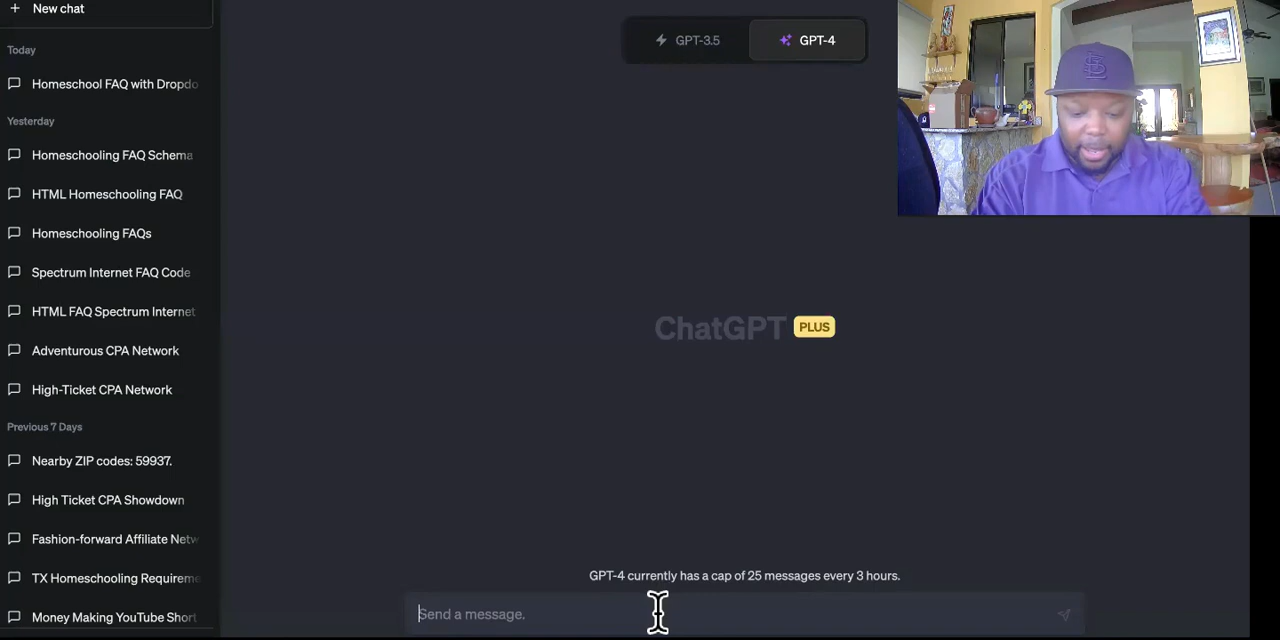 + New chat
Today
Homeschool FAQ with Dropdo
Yesterday
Homeschooling FAQ Schema
HTML Homeschooling FAQ
Homeschooling FAQs
Spectrum Internet FAQ Code
HTML FAQ Spectrum Internet
Adventurous CPA Network
High-Ticket CPA Network
Previous 7 Days
Nearby ZIP codes: 59937.
High Ticket CPA Showdown
Fashion-forward Affiliate Netw
TX Homeschooling Requireme
Money Making YouTube Short
GPT-3.5
GPT-4
ChatGPT PLUS
GPT-4 currently has a cap of 25 messages every 3 hours.
Send a message.